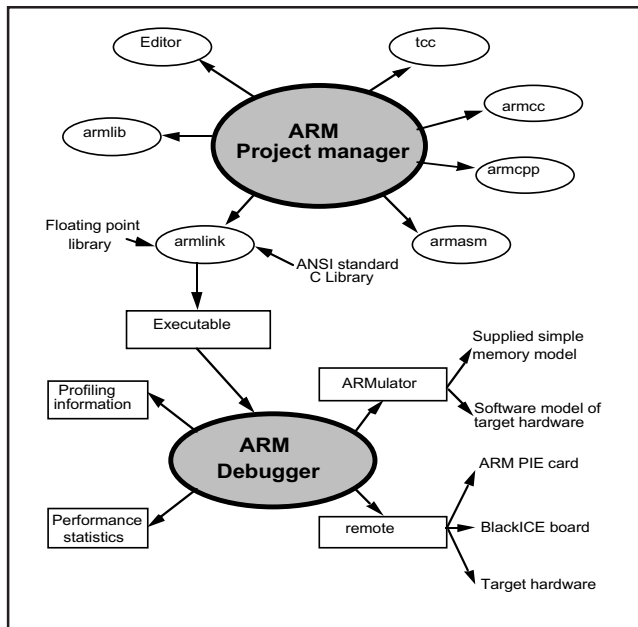 Editor
tcc
armlib
ARM
Project manager
armcc
armcpp
Floating point
library
armlink
ANSI standard
C Library
armasm
Executable
Supplied simple
memory model
ARMulator
Software model of
target hardware
Profiling
information
ARM
Debugger
ARM PIE card
Performance
statistics
remote
BlackICE board
Target hardware